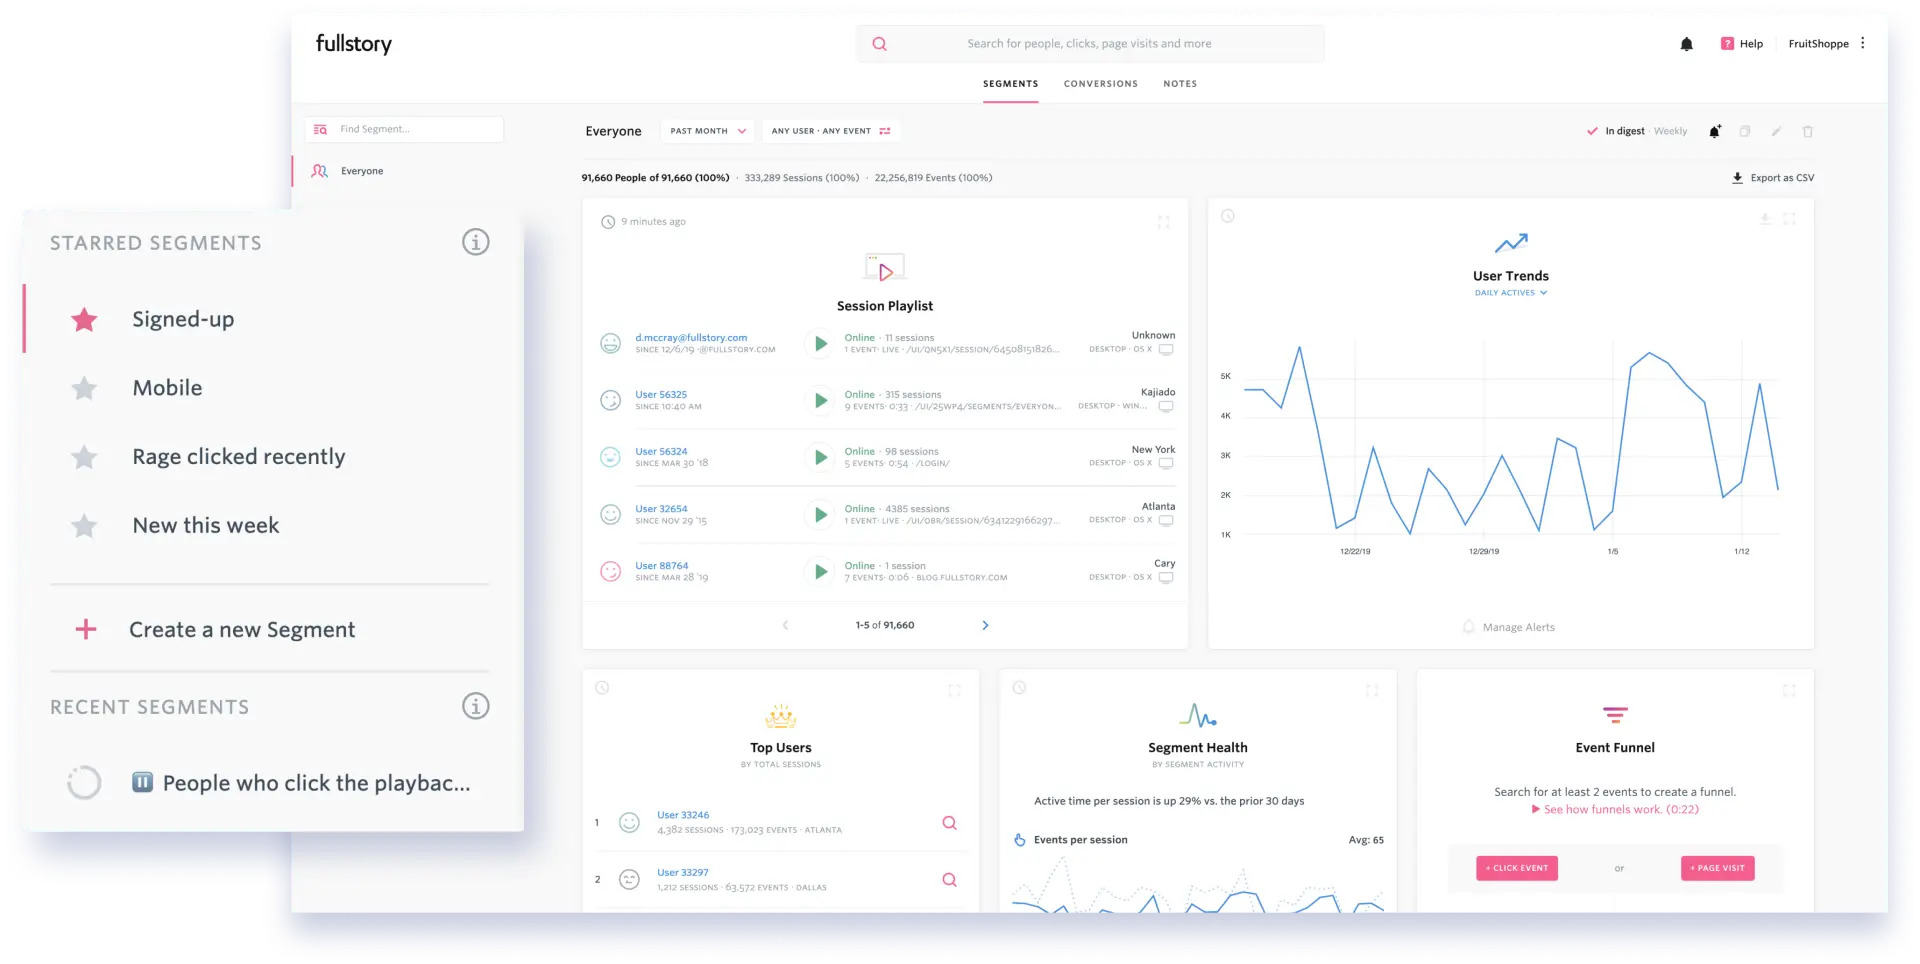 fullstory
Search for people, clicks, page visits and more
? Help
FruitShoppe
SEGMENTS CONVERSIONS NOTES
Find Segment...
Everyone
STARRED SEGMENTS
Signed-up
Mobile
Rage clicked recently
New this week
+ Create a new Segment
RECENT SEGMENTS
People who click the playbac...
Everyone PAST MONTH ANY USER · ANY EVENT
In digest · Weekly
91,660 People of 91,660 (100%) · 333,289 Sessions (100%) · 22,256,819 Events (100%)
Export as CSV
9 minutes ago
Session Playlist
d.mccray@fullstory.com Online · 11 sessions Unknown
SINCE 12/6/19 ·@FULLSTORY.COM 1 EVENT· LIVE · /UI/QN5X1/SESSION/64508151826... DESKTOP · OS X
User 56325 Online · 315 sessions Kajiado
SINCE 10:40 AM 9 EVENTS· 0:33 · /UI/25WP4/SEGMENTS/EVERYON... DESKTOP · WIN...
User 56324 Online · 98 sessions New York
SINCE MAR 30 '18 5 EVENTS· 0:54 · /LOGIN/ DESKTOP · OS X
User 32654 Online · 4385 sessions Atlanta
SINCE NOV 29 '15 1 EVENT· LIVE · /UI/OBR/SESSION/6341229166297... DESKTOP · OS X
User 88764 Online · 1 session Cary
SINCE MAR 28 '19 7 EVENTS· 0:06 · BLOG.FULLSTORY.COM DESKTOP · OS X
1-5 of 91,660
User Trends
DAILY ACTIVES
5K
4K
3K
2K
1K
12/22/19 12/29/19 1/5 1/12
Manage Alerts
Top Users
BY TOTAL SESSIONS
1 User 33246
4,382 SESSIONS · 173,023 EVENTS · ATLANTA
2 User 33297
1,212 SESSIONS · 63,572 EVENTS · DALLAS
Segment Health
BY SEGMENT ACTIVITY
Active time per session is up 29% vs. the prior 30 days
Events per session Avg: 65
Event Funnel
Search for at least 2 events to create a funnel.
See how funnels work. (0:22)
+ CLICK EVENT or + PAGE VISIT